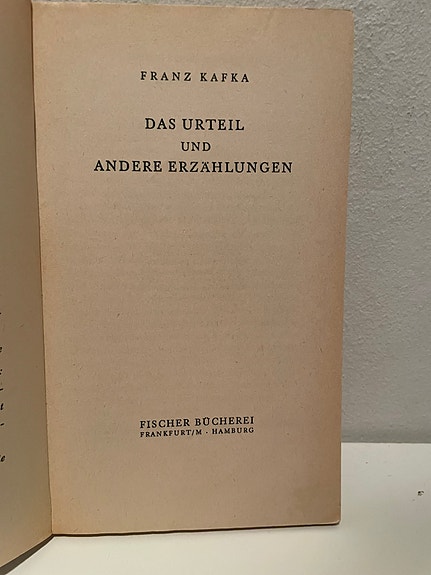 FRANZ KAFKA
DAS URTEIL
UND
ANDERE ERZÄHLUNGEN
FISCHER BÜCHEREI
FRANKFURT/M · HAMBURG